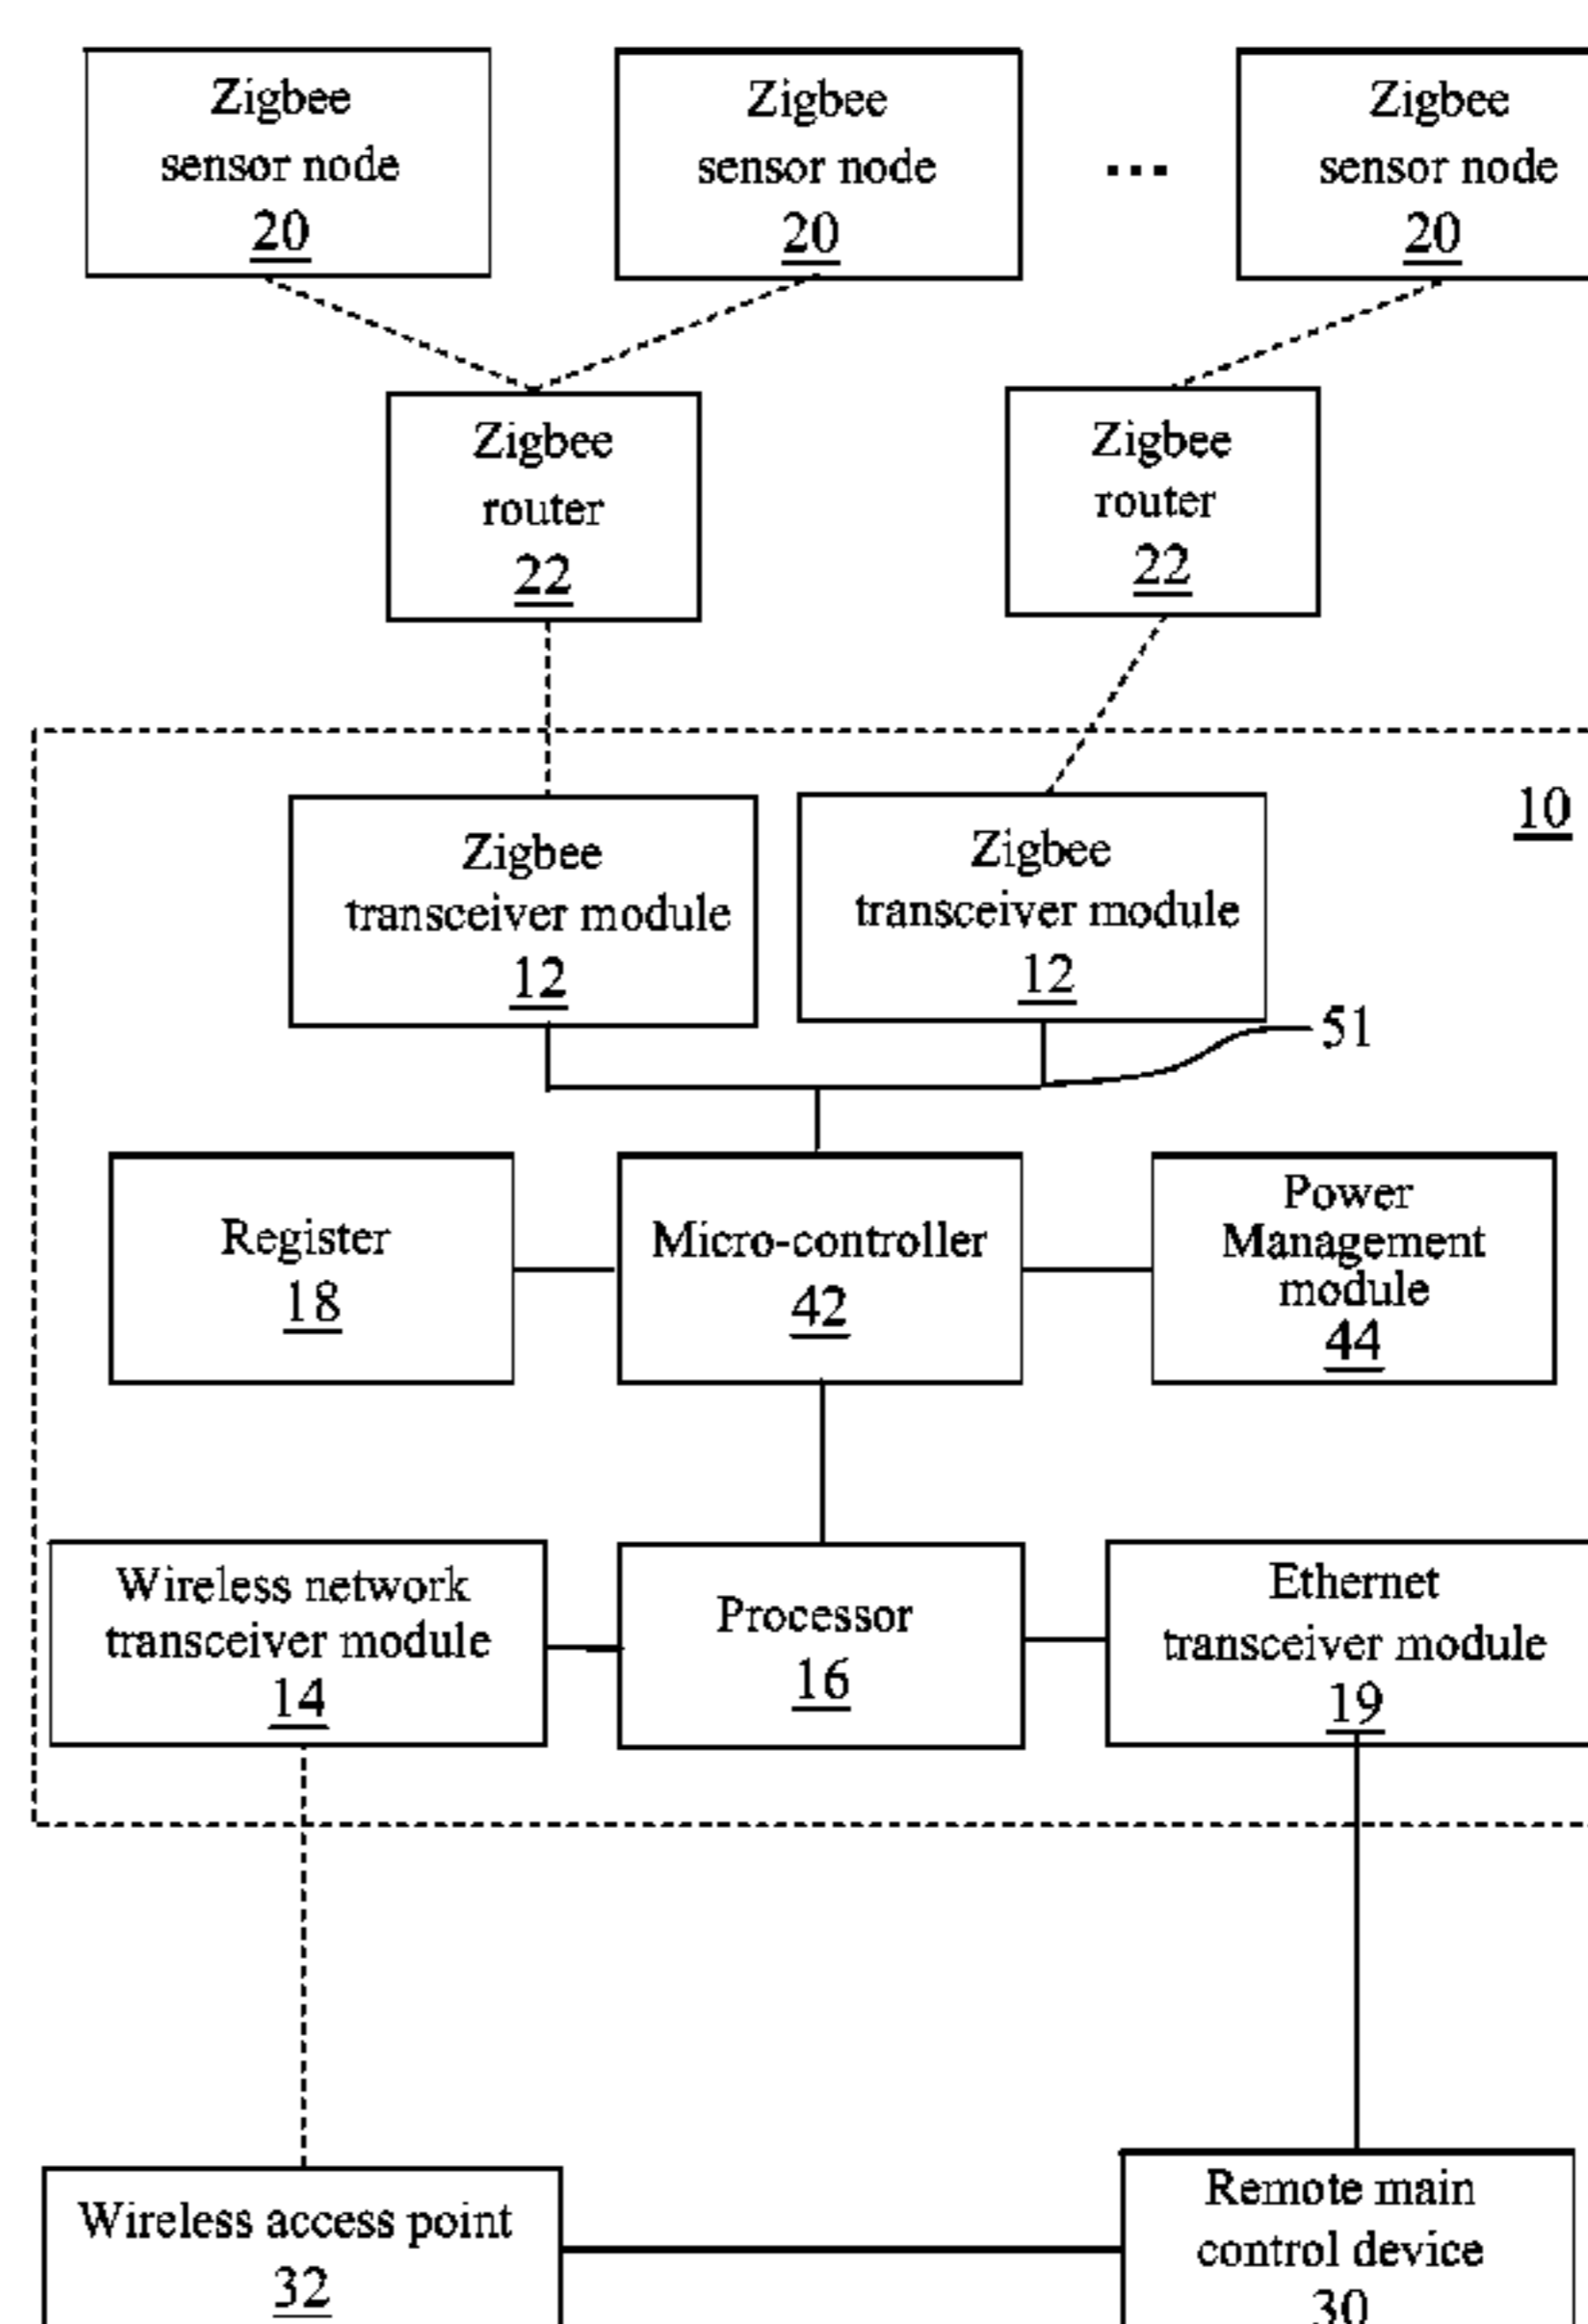 Zigbee
sensor node
20
Zigbee
sensor node
20
...
Zigbee
sensor node
20
Zigbee
router
22
Zigbee
router
22
10
Zigbee
transceiver module
12
Zigbee
transceiver module
12
51
Register
18
Micro-controller
42
Power
Management
module
44
Wireless network
transceiver module
14
Processor
16
Ethernet
transceiver module
19
Wireless access point
32
Remote main
control device
30